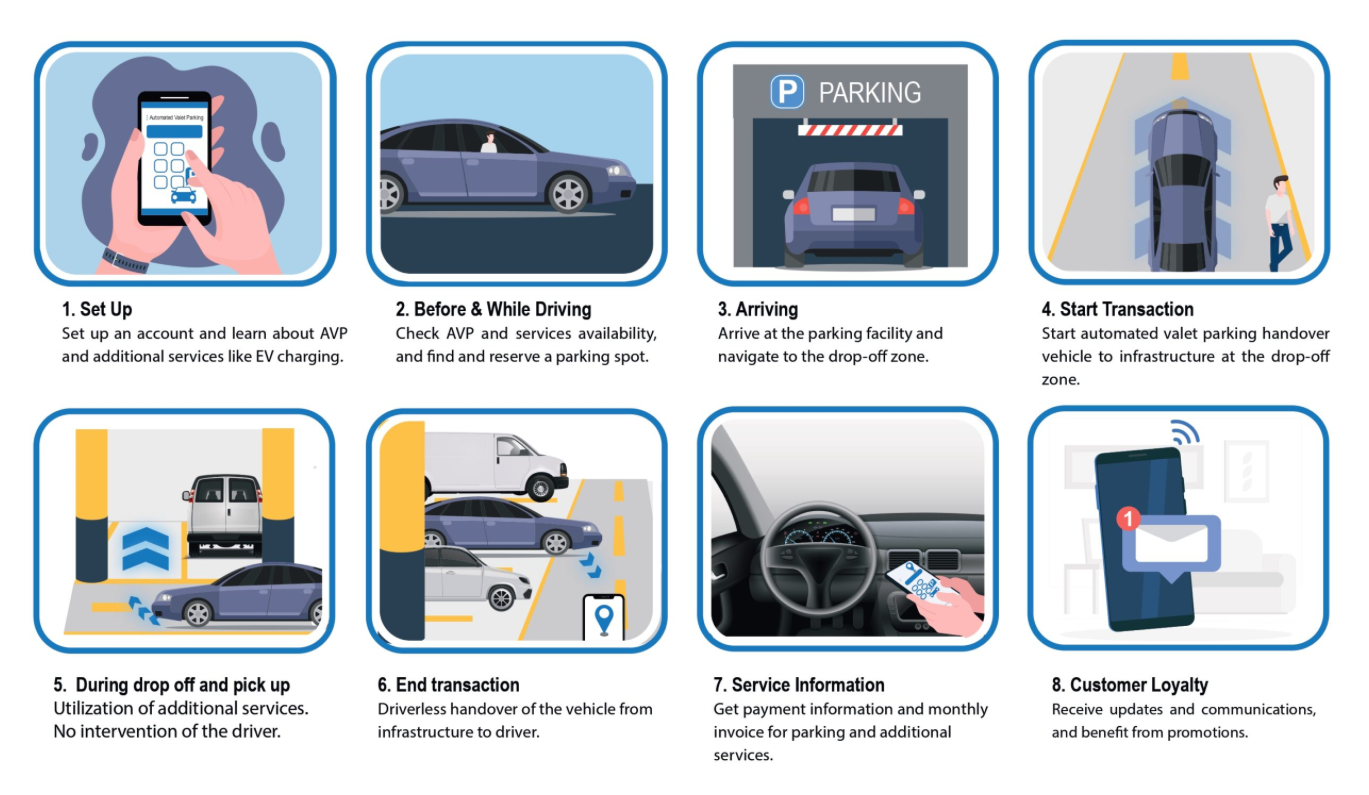 Automated Valet Parking
P PARKING
1. Set Up
Set up an account and learn about AVP
and additional services like EV charging.
2. Before & While Driving
Check AVP and services availability,
and find and reserve a parking spot.
3. Arriving
Arrive at the parking facility and
navigate to the drop-off zone.
4. Start Transaction
Start automated valet parking handover
vehicle to infrastructure at the drop-off
zone.
1
5. During drop off and pick up
Utilization of additional services.
No intervention of the driver.
6. End transaction
Driverless handover of the vehicle from
infrastructure to driver.
7. Service Information
Get payment information and monthly
invoice for parking and additional
services.
8. Customer Loyalty
Receive updates and communications,
and benefit from promotions.